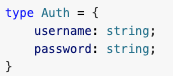 type Auth = {
    username: string;
    password: string;
}